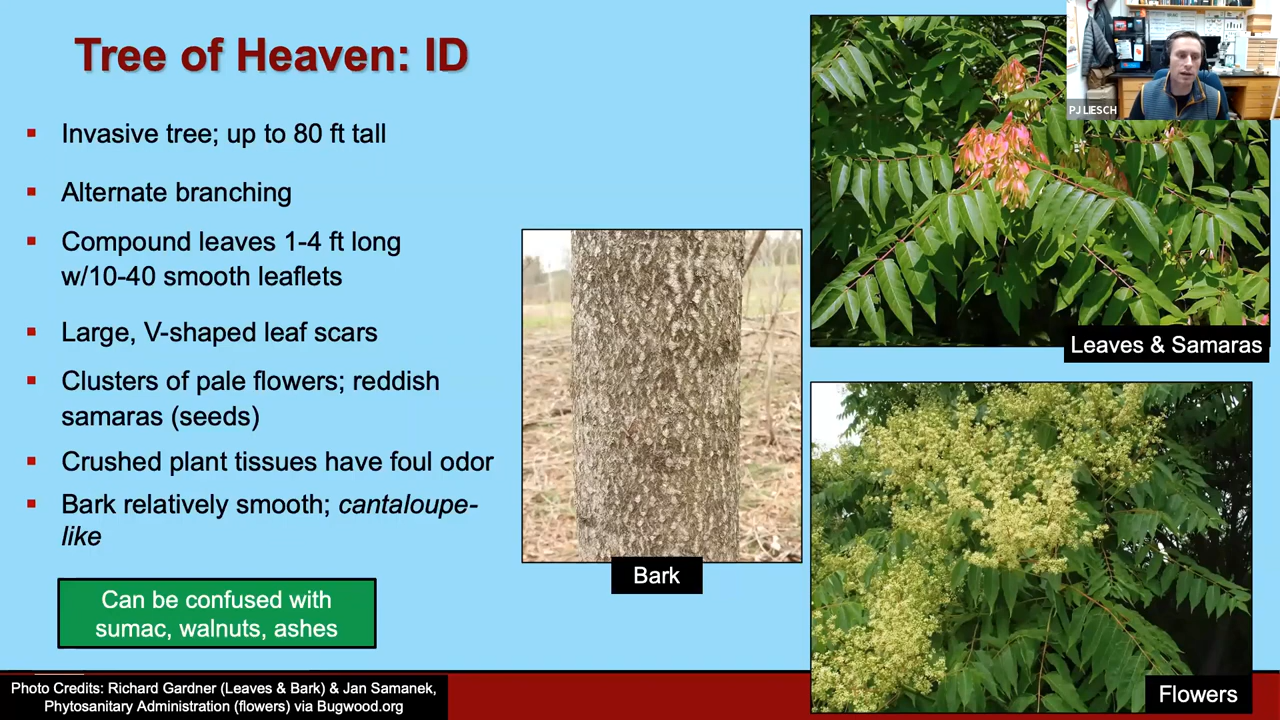 Tree of Heaven: ID
PJ LIESCH
Invasive tree; up to 80 ft tall
Alternate branching
Compound leaves 1-4 ft long
w/10-40 smooth leaflets
Large, V-shaped leaf scars
Clusters of pale flowers; reddish
samaras (seeds)
Crushed plant tissues have foul odor
Bark relatively smooth; cantaloupe-
like
Can be confused with
sumac, walnuts, ashes
Bark
Leaves & Samaras
Flowers
Photo Credits: Richard Gardner (Leaves & Bark) & Jan Samanek,
Phytosanitary Administration (flowers) via Bugwood.org